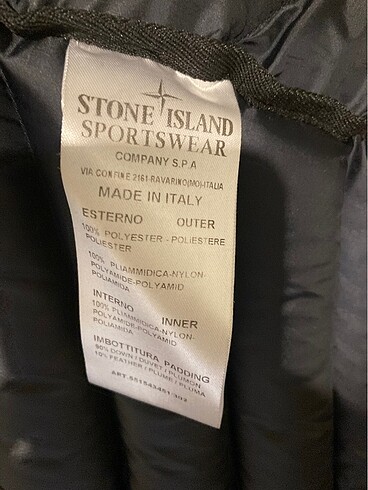 STONE ISLAND
SPORTSWEAR
COMPANY S.P.A
VIA CONFINE 2161-RAVARINO(MO)-ITALIA
MADE IN ITALY
ESTERNO OUTER
100% POLYESTER - POLIESTERE
POLIESTER
100% PLIAMMIDICA-NYLON-
POLYAMIDE-POLYAMID
POLIAMIDA
INTERNO INNER
100% PLIAMMIDICA-NYLON-
POLYAMIDE-POLYAMID
POLIAMIDA
IMBOTTITURA PADDING
90% DOWN / DUVET / PLUMON
10% FEATHER / PLUME / PLUMA